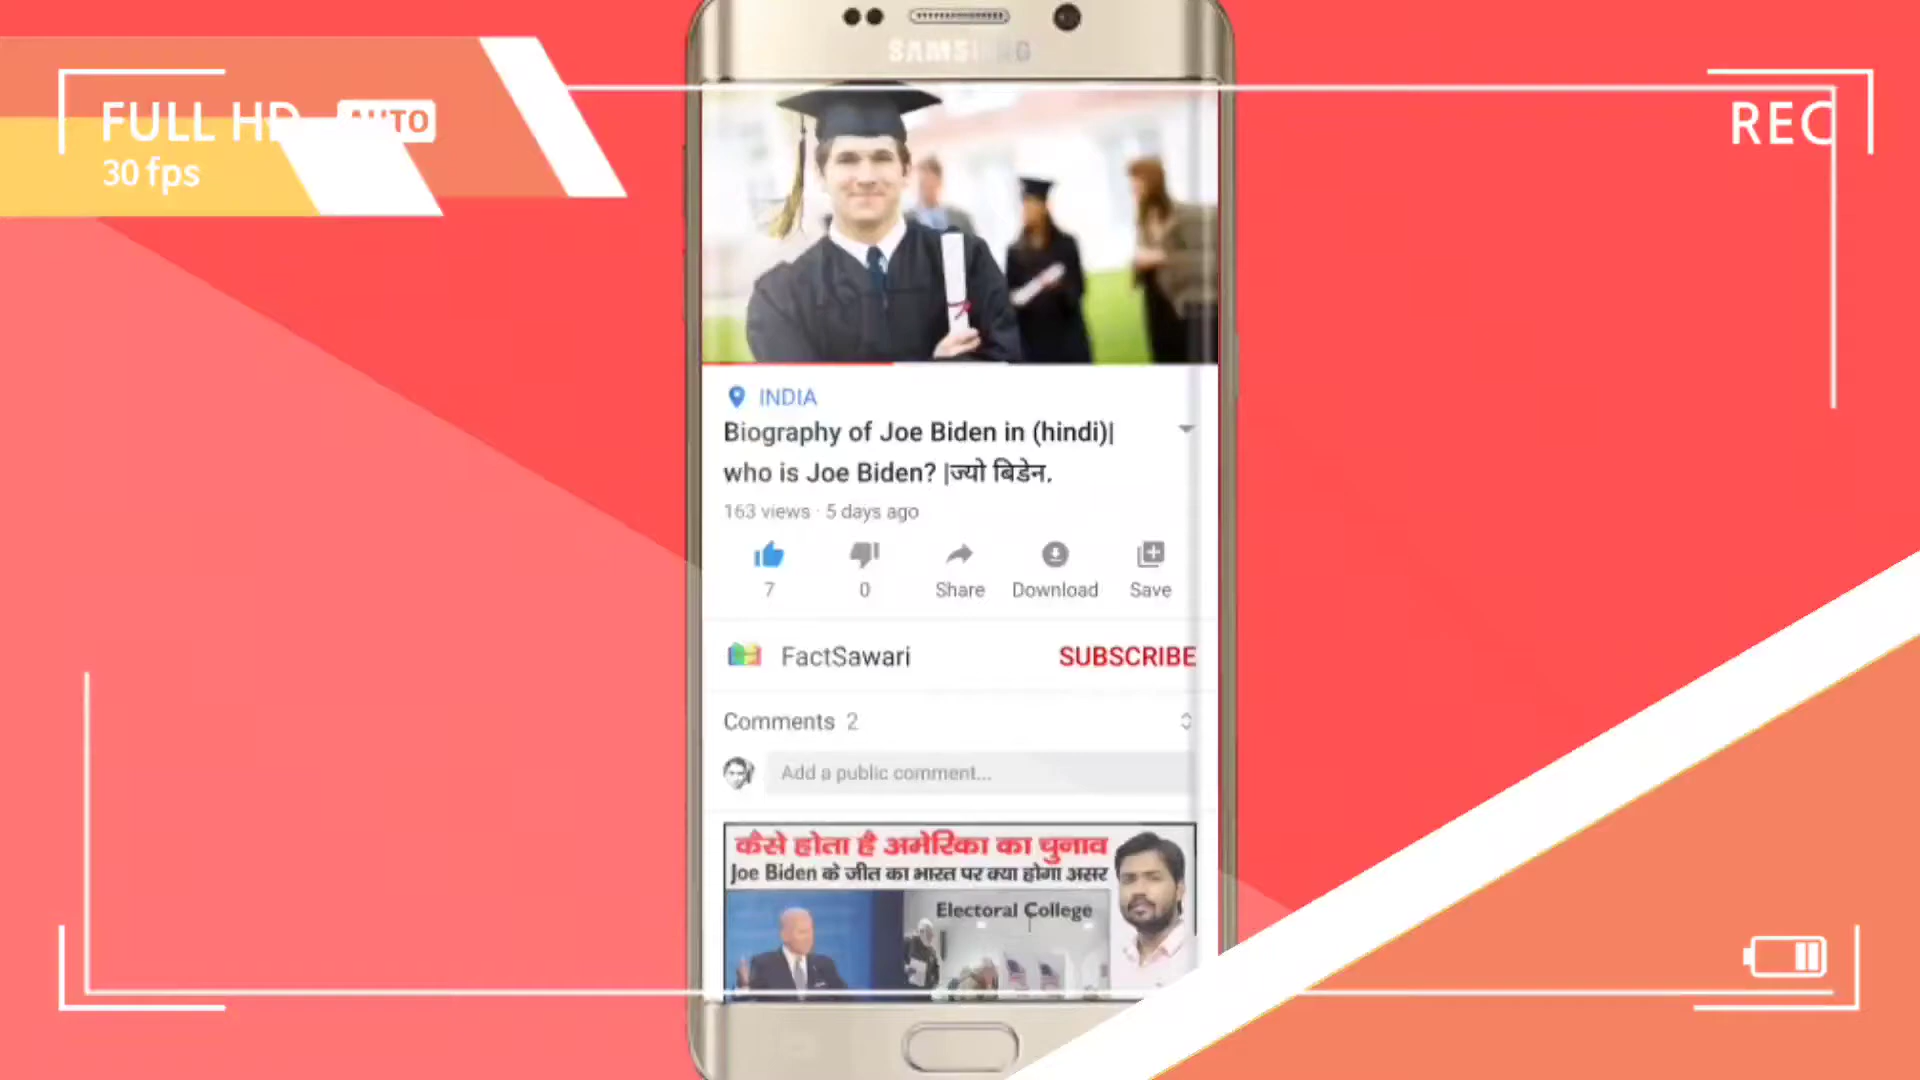 FULL HD AUTO
30 fps
REC
SAMSUNG
INDIA
Biography of Joe Biden in (hindi)|
who is Joe Biden? |ज्यो बिडेन.
163 views · 5 days ago
7 0 Share Download Save
FactSawari SUBSCRIBE
Comments 2
Add a public comment...
कैसे होता है अमेरिका का चुनाव
Joe Biden के जीत का भारत पर क्या होगा असर
Electoral College